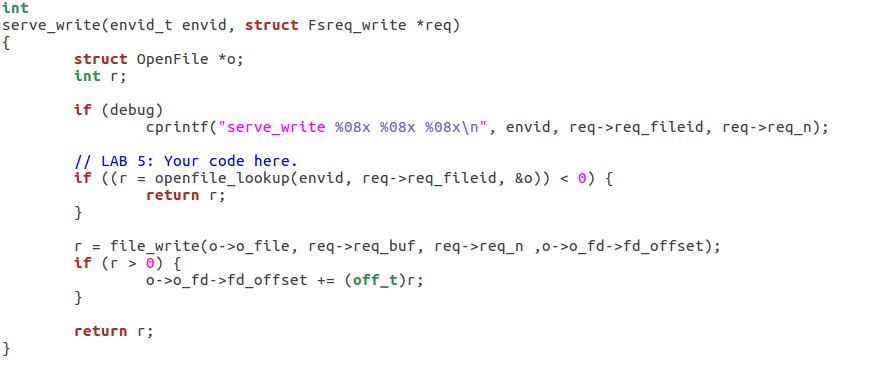 int
serve_write(envid_t envid, struct Fsreq_write *req)
{
        struct OpenFile *o;
        int r;

        if (debug)
                cprintf("serve_write %08x %08x %08x\n", envid, req->req_fileid, req->req_n);

        // LAB 5: Your code here.
        if ((r = openfile_lookup(envid, req->req_fileid, &o)) < 0) {
                return r;
        }

        r = file_write(o->o_file, req->req_buf, req->req_n ,o->o_fd->fd_offset);
        if (r > 0) {
                o->o_fd->fd_offset += (off_t)r;
        }

        return r;
}